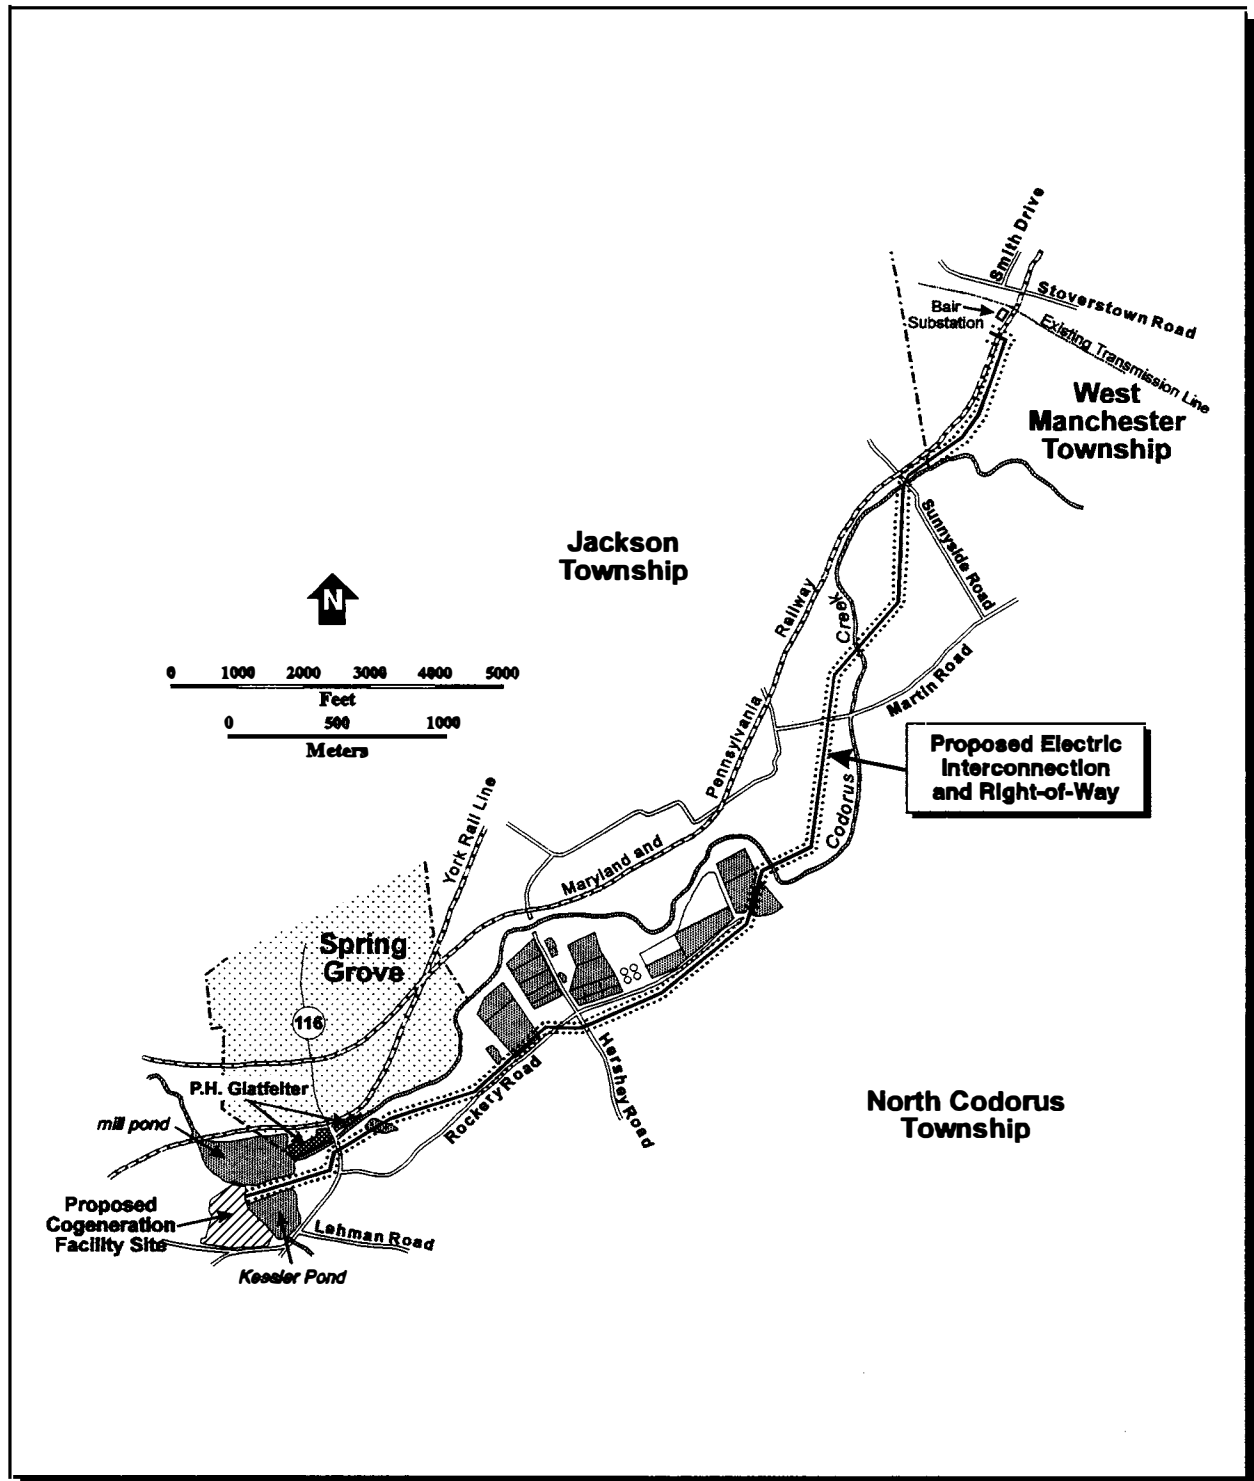 Smith Drive
Stoverstown Road
Bair
Substation
Existing Transmission Line
West
Manchester
Township
Sunnyside Road
Jackson
Township
N
Railway
Creek
Martin Road
0 1000 2000 3000 4000 5000
Feet
0 500 1000
Meters
Pennsylvania
Proposed Electric
Interconnection
and Right-of-Way
Codorus
York Rail Line
Maryland and
Spring
Grove
116
Hershey Road
P.H. Glatfelter
Rockery Road
mill pond
North Codorus
Township
Proposed
Cogeneration
Facility Site
Lehman Road
Kessler Pond